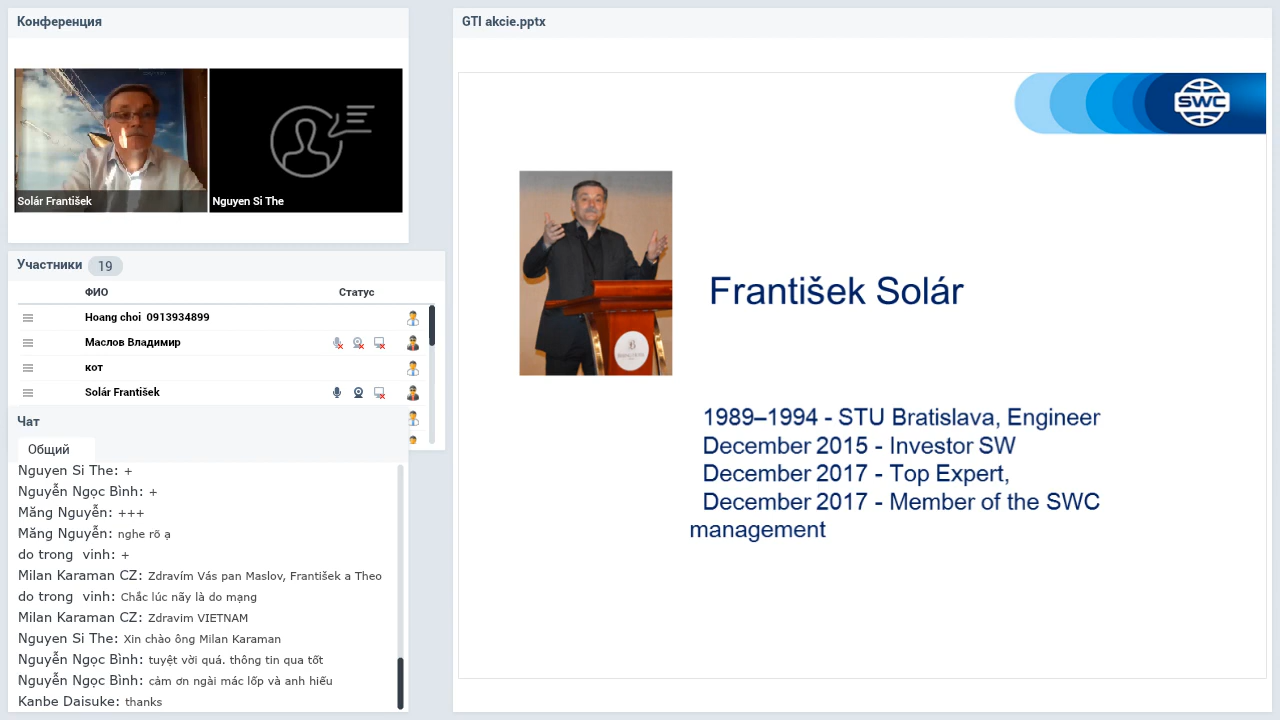 Конференция
Solár František
Nguyen Si The
Участники 19
ФИО Статус
Hoang choi 0913934899
Маслов Владимир
кот
Solár František
Чат
Общий
Nguyen Si The: +
Nguyễn Ngọc Bình: +
Măng Nguyễn: +++
Măng Nguyễn: nghe rõ ạ
do trong vinh: +
Milan Karaman CZ: Zdravím Vás pan Maslov, František a Theo
do trong vinh: Chắc lúc nãy là do mạng
Milan Karaman CZ: Zdravim VIETNAM
Nguyen Si The: Xin chào ông Milan Karaman
Nguyễn Ngọc Bình: tuyệt vời quá. thông tin qua tốt
Nguyễn Ngọc Bình: cảm ơn ngài mác lốp và anh hiếu
Kanbe Daisuke: thanks
GTI akcie.pptx
SWC
František Solár
1989–1994 - STU Bratislava, Engineer
December 2015 - Investor SW
December 2017 - Top Expert,
December 2017 - Member of the SWC
management